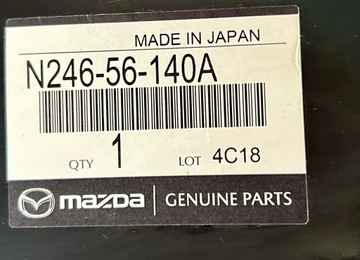 MADE IN JAPAN
N246-56-140A
QTY 1 LOT 4C18
mazda GENUINE PARTS